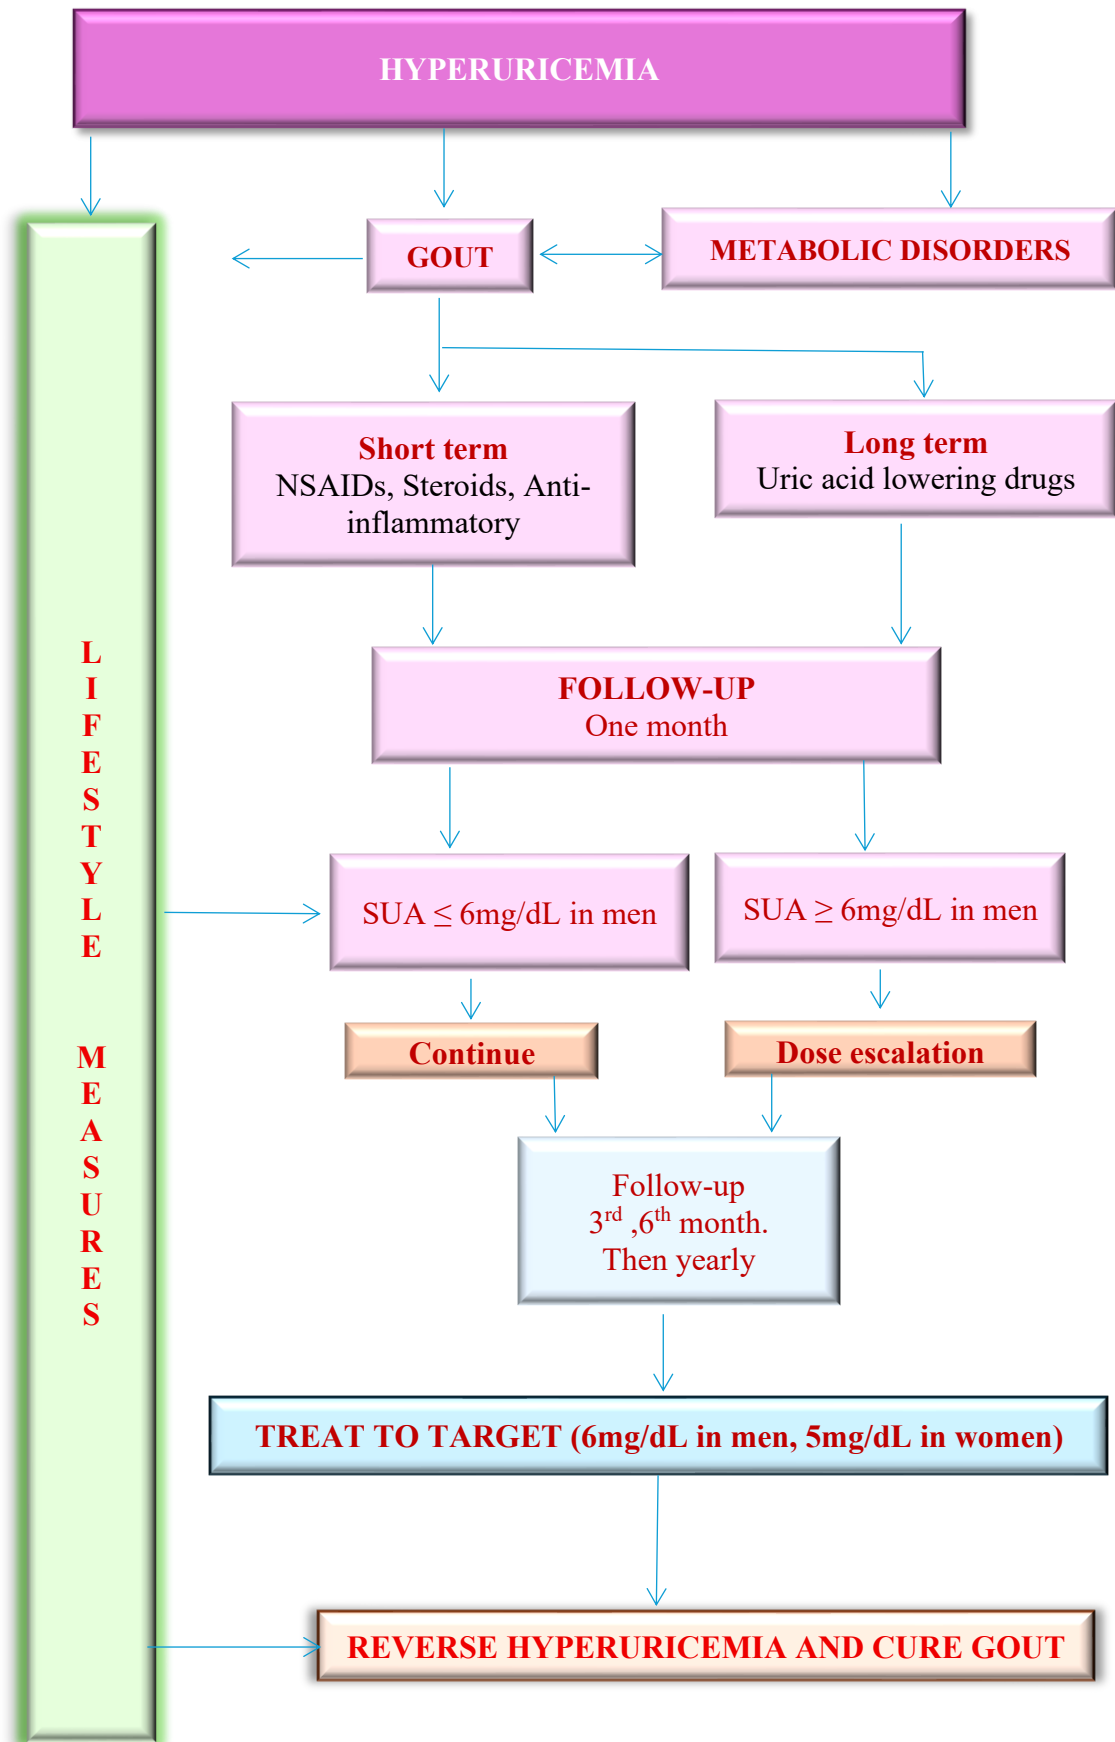 HYPERURICEMIA
GOUT
METABOLIC DISORDERS
Short term
NSAIDs, Steroids, Anti-
inflammatory
Long term
Uric acid lowering drugs
LIFESTYLE
MEASURES
FOLLOW-UP
One month
SUA ≤ 6mg/dL in men
SUA ≥ 6mg/dL in men
Continue
Dose escalation
Follow-up
3rd ,6th month.
Then yearly
TREAT TO TARGET (6mg/dL in men, 5mg/dL in women)
REVERSE HYPERURICEMIA AND CURE GOUT